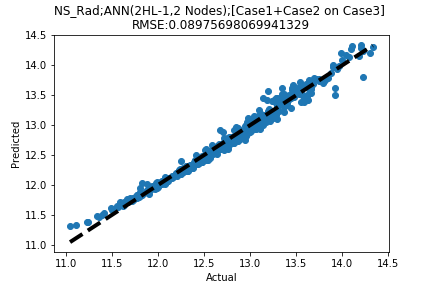 NS_Rad;ANN(2HL-1,2 Nodes);[Case1+Case2 on Case3]
RMSE:0.08975698069941329
14.5
14.0
13.5
13.0
12.5
12.0
11.5
11.0
Predicted
11.0 11.5 12.0 12.5 13.0 13.5 14.0 14.5
Actual